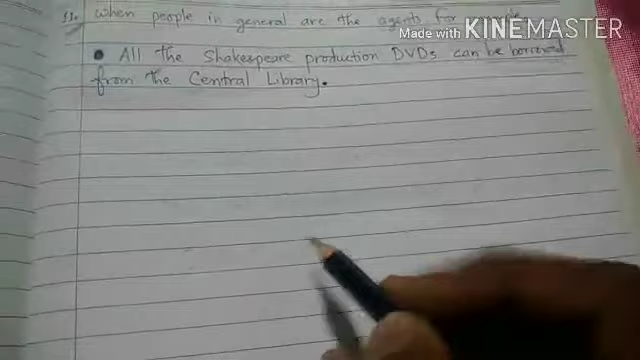 11. when people in general are the agents for
Made with KINEMASTER
• All the Shakespeare production DVDs can be borrowed
from the Central Library.